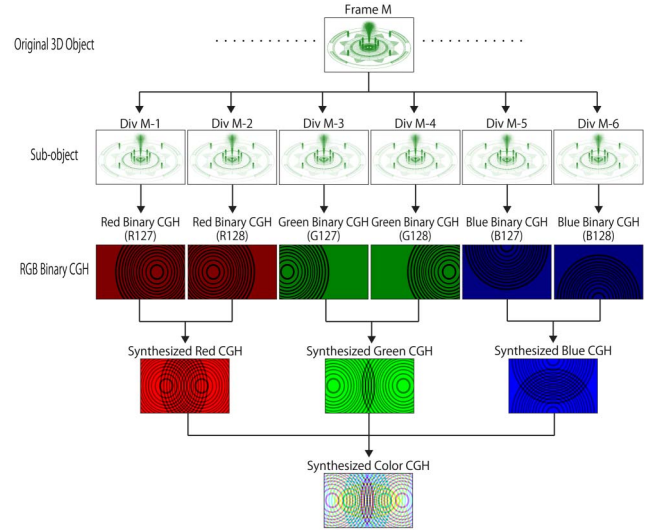 Frame M
Original 3D Object
Div M-1 Div M-2 Div M-3 Div M-4 Div M-5 Div M-6
Sub-object
Red Binary CGH Red Binary CGH Green Binary CGH Green Binary CGH Blue Binary CGH Blue Binary CGH
(R127) (R128) (G127) (G128) (B127) (B128)
RGB Binary CGH
Synthesized Red CGH Synthesized Green CGH Synthesized Blue CGH
Synthesized Color CGH